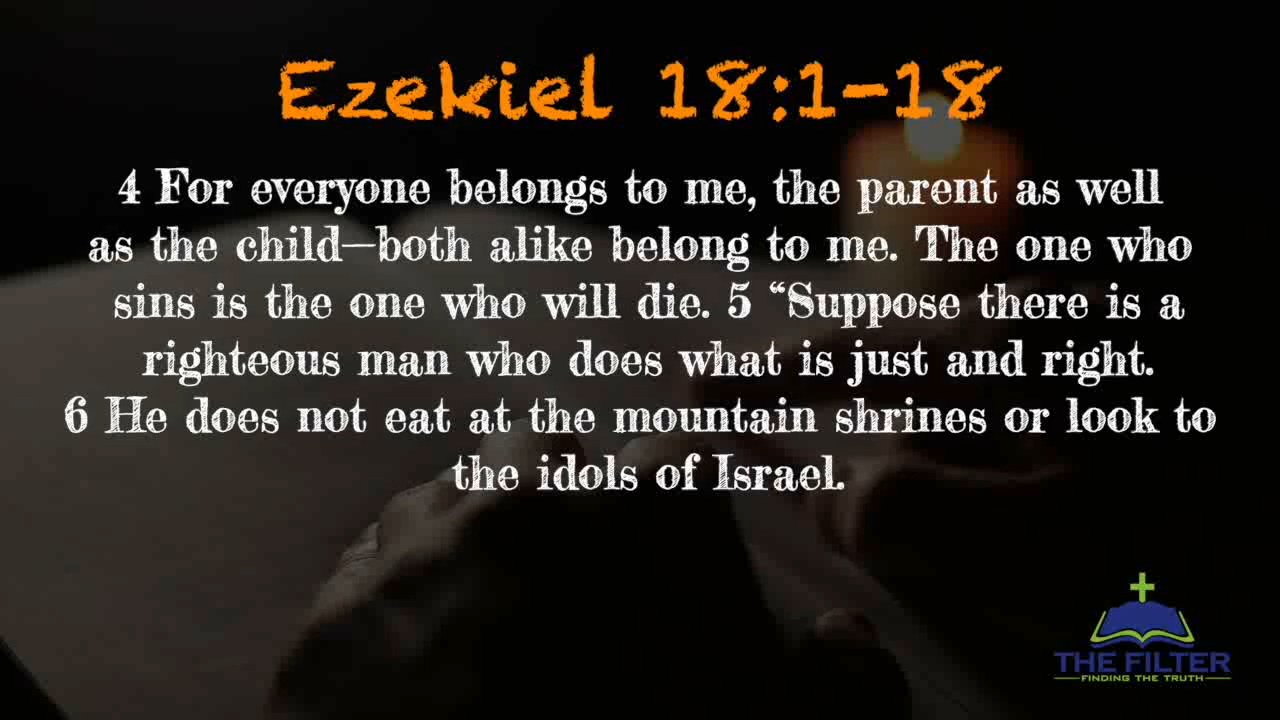 Ezekiel 18:1-18
4 For everyone belongs to me, the parent as well
as the child—both alike belong to me. The one who
sins is the one who will die. 5 “Suppose there is a
righteous man who does what is just and right.
6 He does not eat at the mountain shrines or look to
the idols of Israel.
THE FILTER
FINDING THE TRUTH